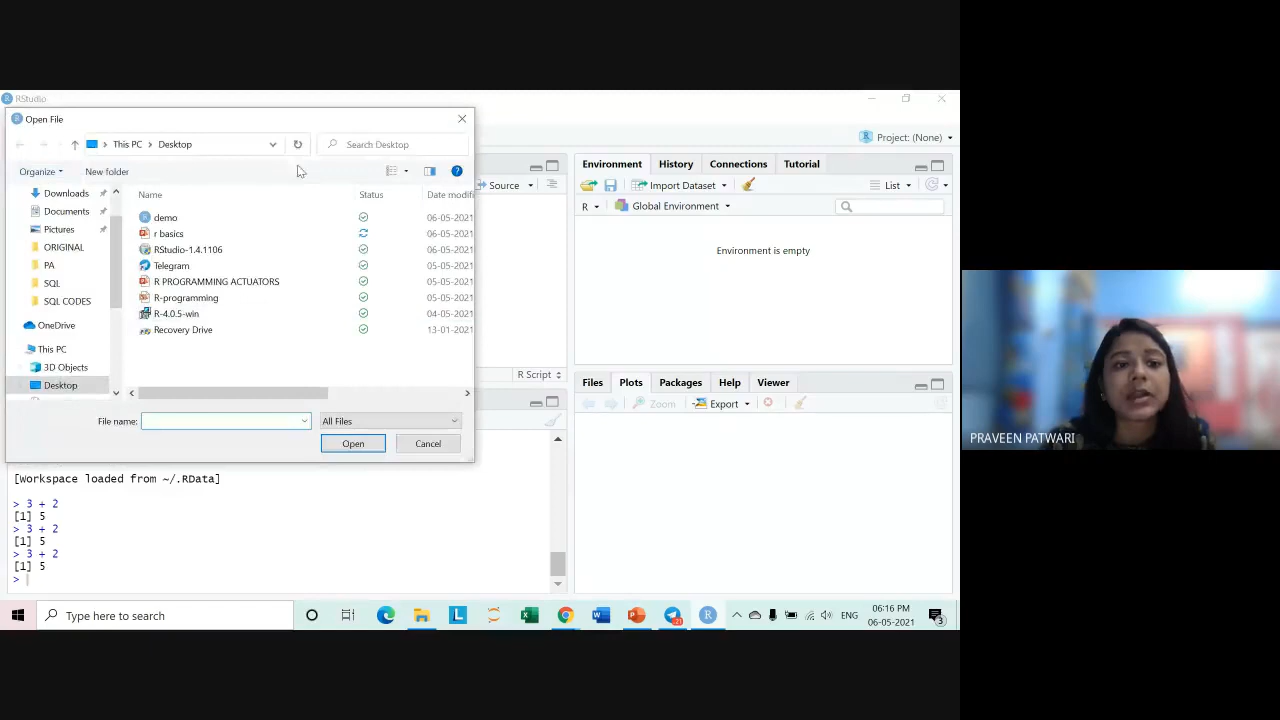 RStudio
Open File
This PC
Desktop
Search Desktop
Project: (None)
Organize
New folder
Source
Environment
History
Connections
Tutorial
Import Dataset
List
R
Global Environment
Environment is empty
Downloads
Documents
Pictures
ORIGINAL
PA
SQL
SQL CODES
OneDrive
This PC
3D Objects
Desktop
Name Status Date modifi
demo 06-05-2021
r basics 06-05-2021
RStudio-1.4.1106 06-05-2021
Telegram 05-05-2021
R PROGRAMMING ACTUATORS 05-05-2021
R-programming 05-05-2021
R-4.0.5-win 04-05-2021
Recovery Drive 13-01-2021
R Script
File name:
All Files
Open
Cancel
Files
Plots
Packages
Help
Viewer
Zoom
Export
[Workspace loaded from ~/.RData]
> 3 + 2
[1] 5
> 3 + 2
[1] 5
> 3 + 2
[1] 5
>
Type here to search
ENG
06:16 PM
06-05-2021
3
PRAVEEN PATWARI